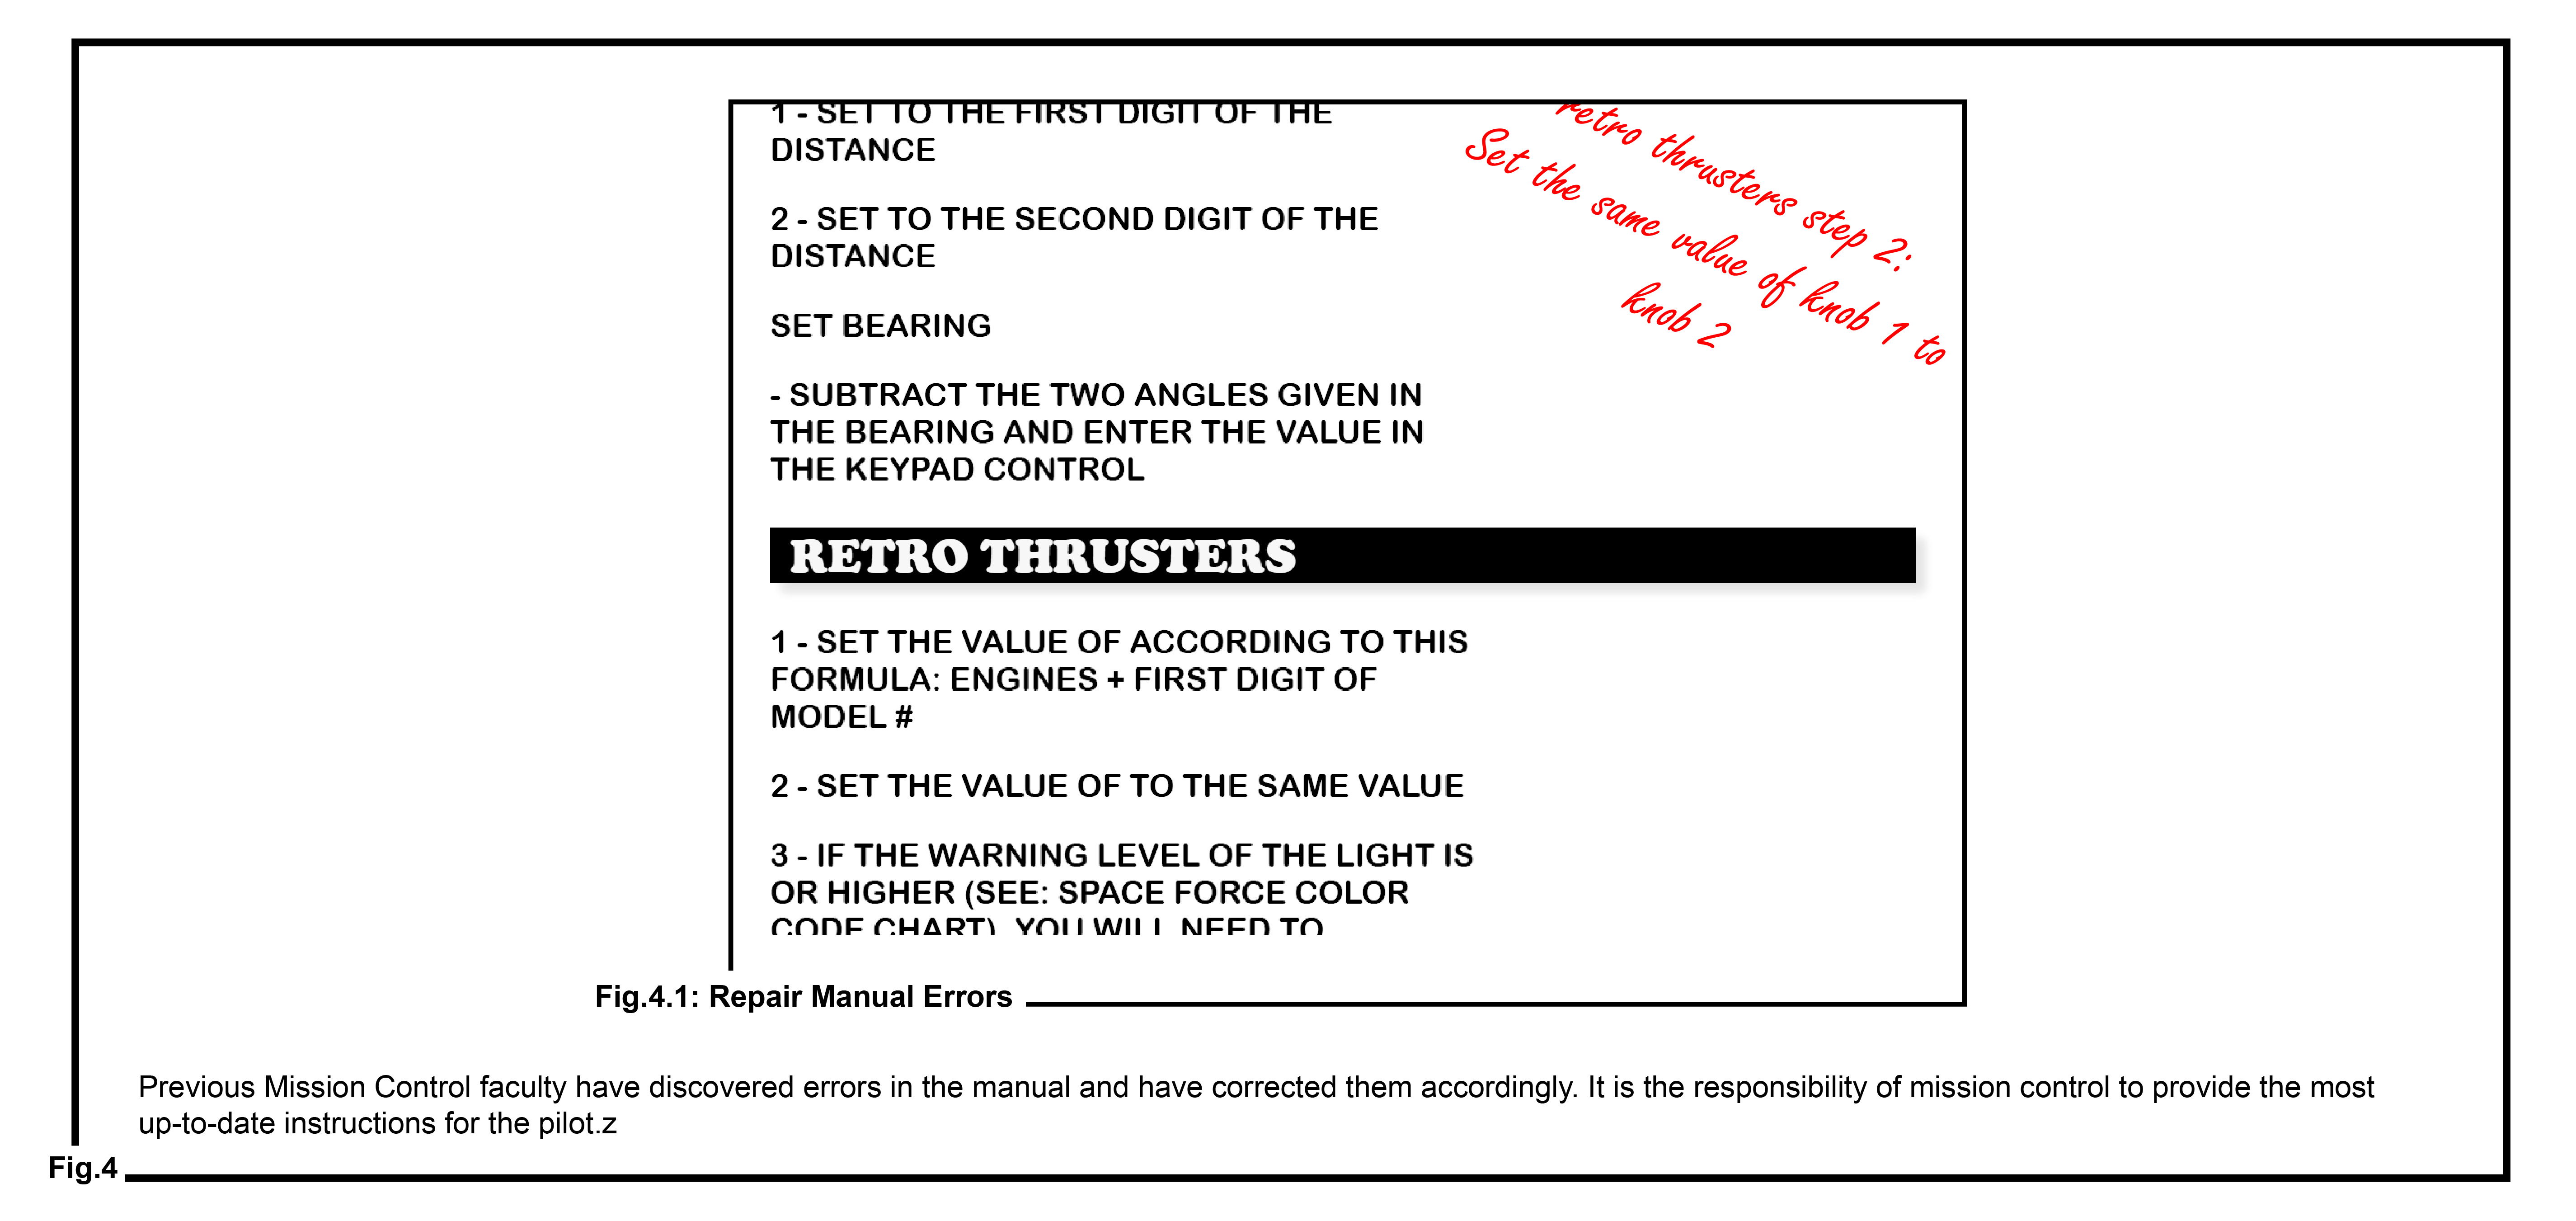 1 - SET TO THE FIRST DIGIT OF THE
DISTANCE
2 - SET TO THE SECOND DIGIT OF THE
DISTANCE
SET BEARING
- SUBTRACT THE TWO ANGLES GIVEN IN
THE BEARING AND ENTER THE VALUE IN
THE KEYPAD CONTROL
retro thrusters step 2:
Set the same value of knob 1 to
knob 2
RETRO THRUSTERS
1 - SET THE VALUE OF ACCORDING TO THIS
FORMULA: ENGINES + FIRST DIGIT OF
MODEL #
2 - SET THE VALUE OF TO THE SAME VALUE
3 - IF THE WARNING LEVEL OF THE LIGHT IS
OR HIGHER (SEE: SPACE FORCE COLOR
CODE CHART), YOU WILL NEED TO
Fig.4.1: Repair Manual Errors
Previous Mission Control faculty have discovered errors in the manual and have corrected them accordingly. It is the responsibility of mission control to provide the most
up-to-date instructions for the pilot.z
Fig.4